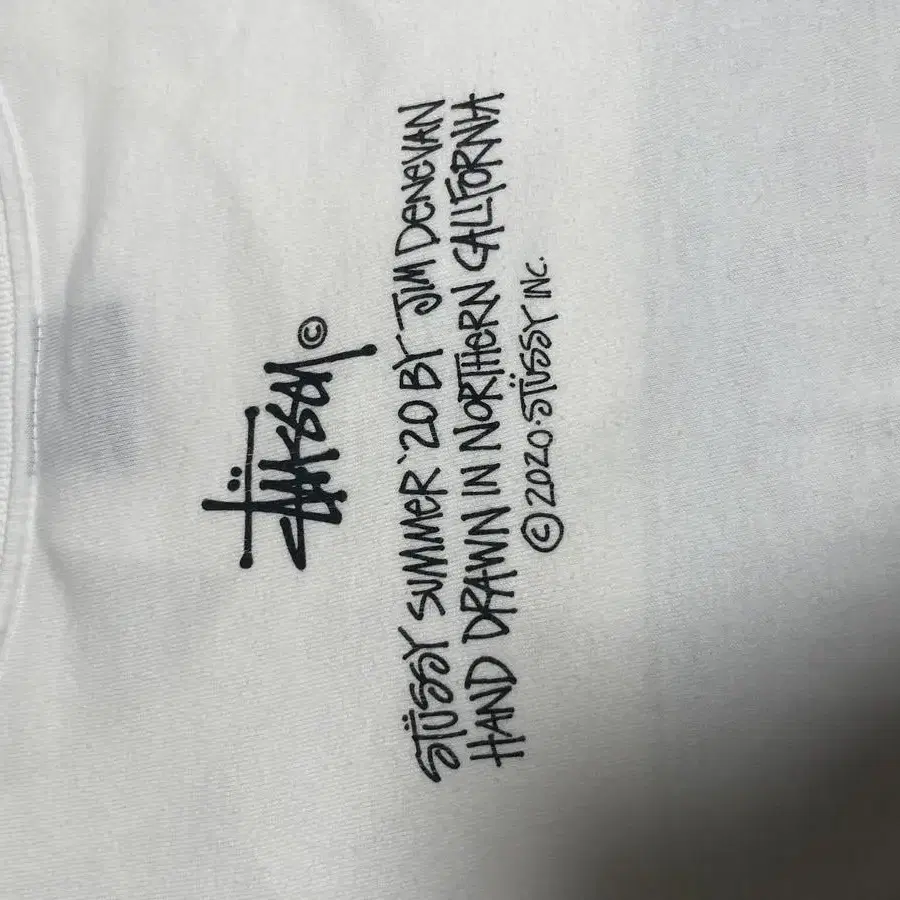 STÜSSY ©
STÜSSY SUMMER '20 BY JIM DENEVAN
HAND DRAWN IN NORTHERN CALIFORNIA
© 2020·STÜSSY INC.